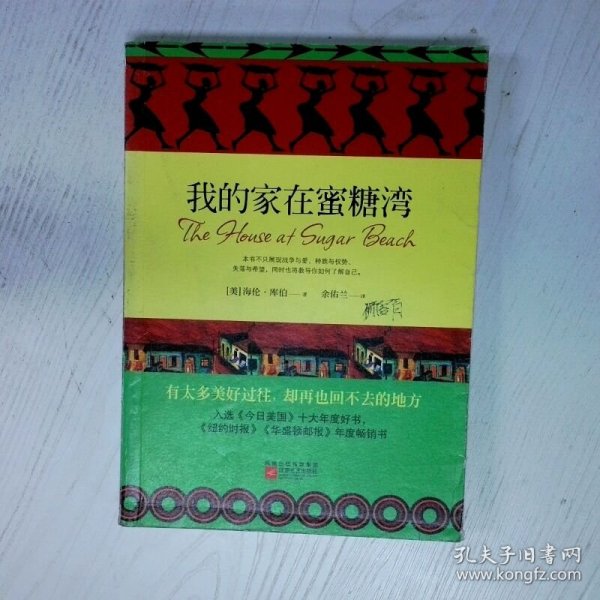 我的家在蜜糖湾
The House at Sugar Beach
本书不只展现战争与爱、种族与权势、
失落与希望，同时也将教导你如何了解自己。
[美]海伦·库伯—著 余佑兰—译
有太多美好过往，却再也回不去的地方
入选《今日美国》十大年度好书，
《纽约时报》《华盛顿邮报》年度畅销书
孔夫子旧书网
www.kongfz.com